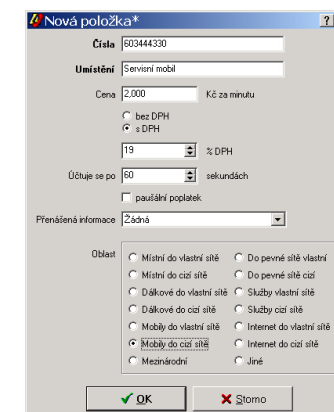 Nová položka*
?
Čísla 603444330
Umístění Servisní mobil
Cena 2,000 Kč za minutu
bez DPH
s DPH
19 % DPH
Účtuje se po 60 sekundách
paušální poplatek
Přenášená informace Žádná
Oblast
Místní do vlastní sítě Do pevné sítě vlastní
Místní do cizí sítě Do pevné sítě cizí
Dálkové do vlastní sítě Služby vlastní sítě
Dálkové do cizí sítě Služby cizí sítě
Mobily do vlastní sítě Internet do vlastní sítě
Mobily do cizí sítě Internet do cizí sítě
Mezinárodní Jiné
OK Storno